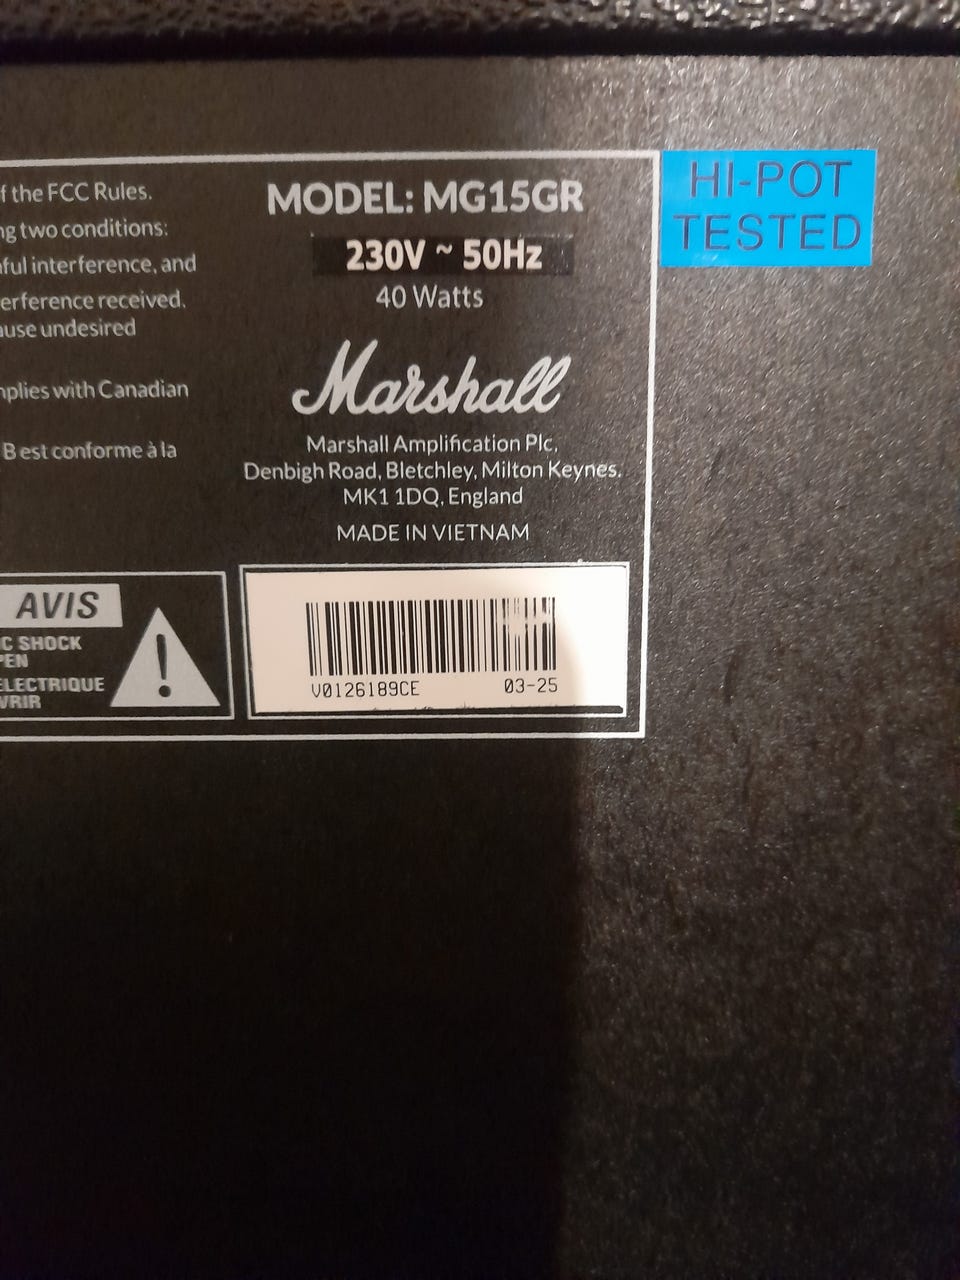 f the FCC Rules.
ng two conditions:
ful interference, and
erference received.
ause undesired
nplies with Canadian
B est conforme à la
MODEL: MG15GR
230V ~ 50Hz
40 Watts
Marshall
Marshall Amplification Plc,
Denbigh Road, Bletchley, Milton Keynes.
MK1 1DQ, England
MADE IN VIETNAM
HI-POT
TESTED
AVIS
C SHOCK
PEN
ELECTRIQUE
VRIR
V0126189CE 03-25